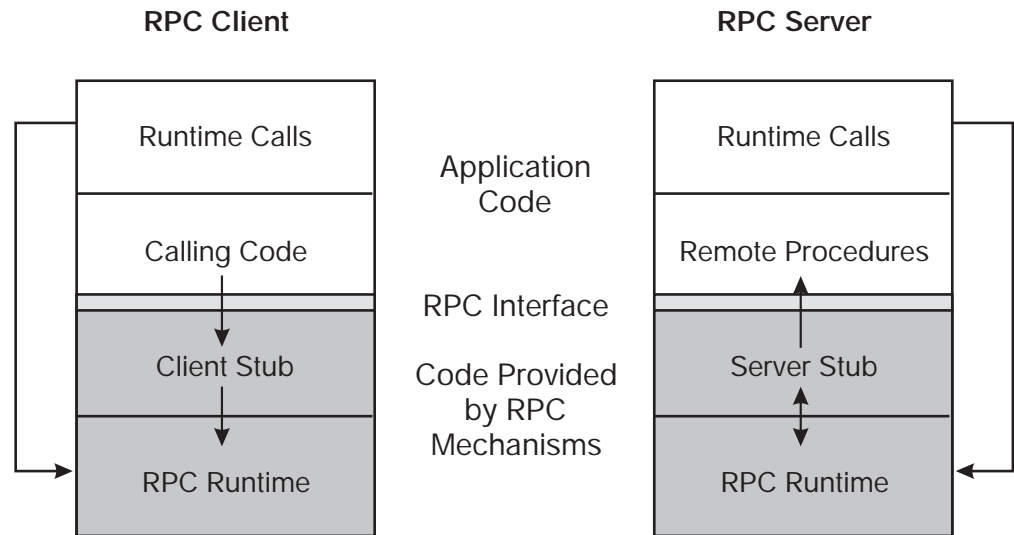 RPC Client
RPC Server
Runtime Calls
Calling Code
Client Stub
RPC Runtime
Application
Code
RPC Interface
Code Provided
by RPC
Mechanisms
Runtime Calls
Remote Procedures
Server Stub
RPC Runtime